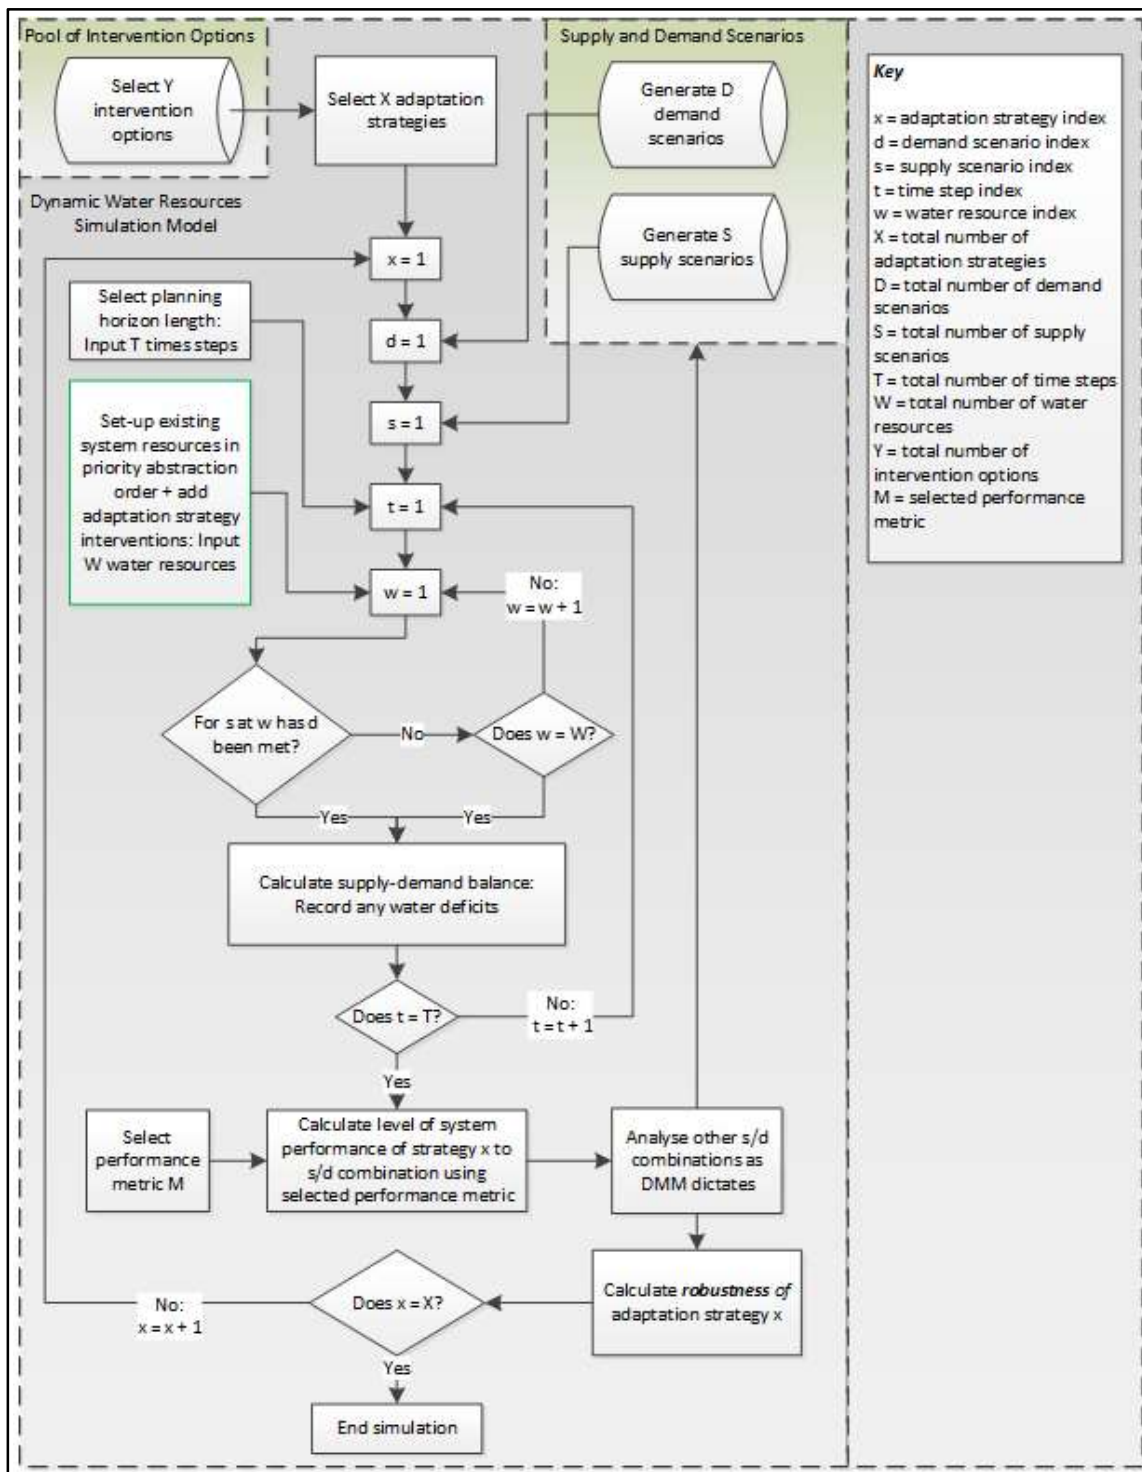 Pool of Intervention Options
Select Y
intervention
options
Select X adaptation
strategies
Supply and Demand Scenarios
Generate D
demand
scenarios
Generate S
supply scenarios
Key
x = adaptation strategy index
d = demand scenario index
s = supply scenario index
t = time step index
w = water resource index
X = total number of
adaptation strategies
D = total number of demand
scenarios
S = total number of supply
scenarios
T = total number of time steps
W = total number of water
resources
Y = total number of
intervention options
M = selected performance
metric
Dynamic Water Resources
Simulation Model
x = 1
Select planning
horizon length:
Input T times steps
d = 1
s = 1
Set-up existing
system resources in
priority abstraction
order + add
adaptation strategy
interventions: Input
W water resources
t = 1
w = 1
No:
w = w + 1
For s at w has d
been met?
No
Does w = W?
Yes
Yes
Calculate supply-demand balance:
Record any water deficits
Does t = T?
No:
t = t + 1
Yes
Select
performance
metric M
Calculate level of system
performance of strategy x to
s/d combination using
selected performance metric
Analyse other s/d
combinations as
DMM dictates
Calculate robustness of
adaptation strategy x
Does x = X?
No:
x = x + 1
Yes
End simulation